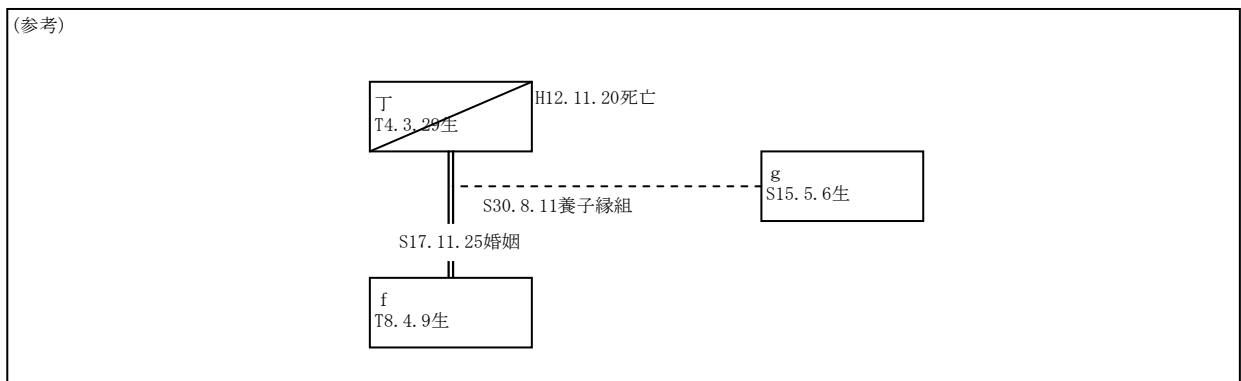 (参考)
丁
T4.3.29生
H12.11.20死亡
g
S15.5.6生
S30.8.11養子縁組
S17.11.25婚姻
f
T8.4.9生